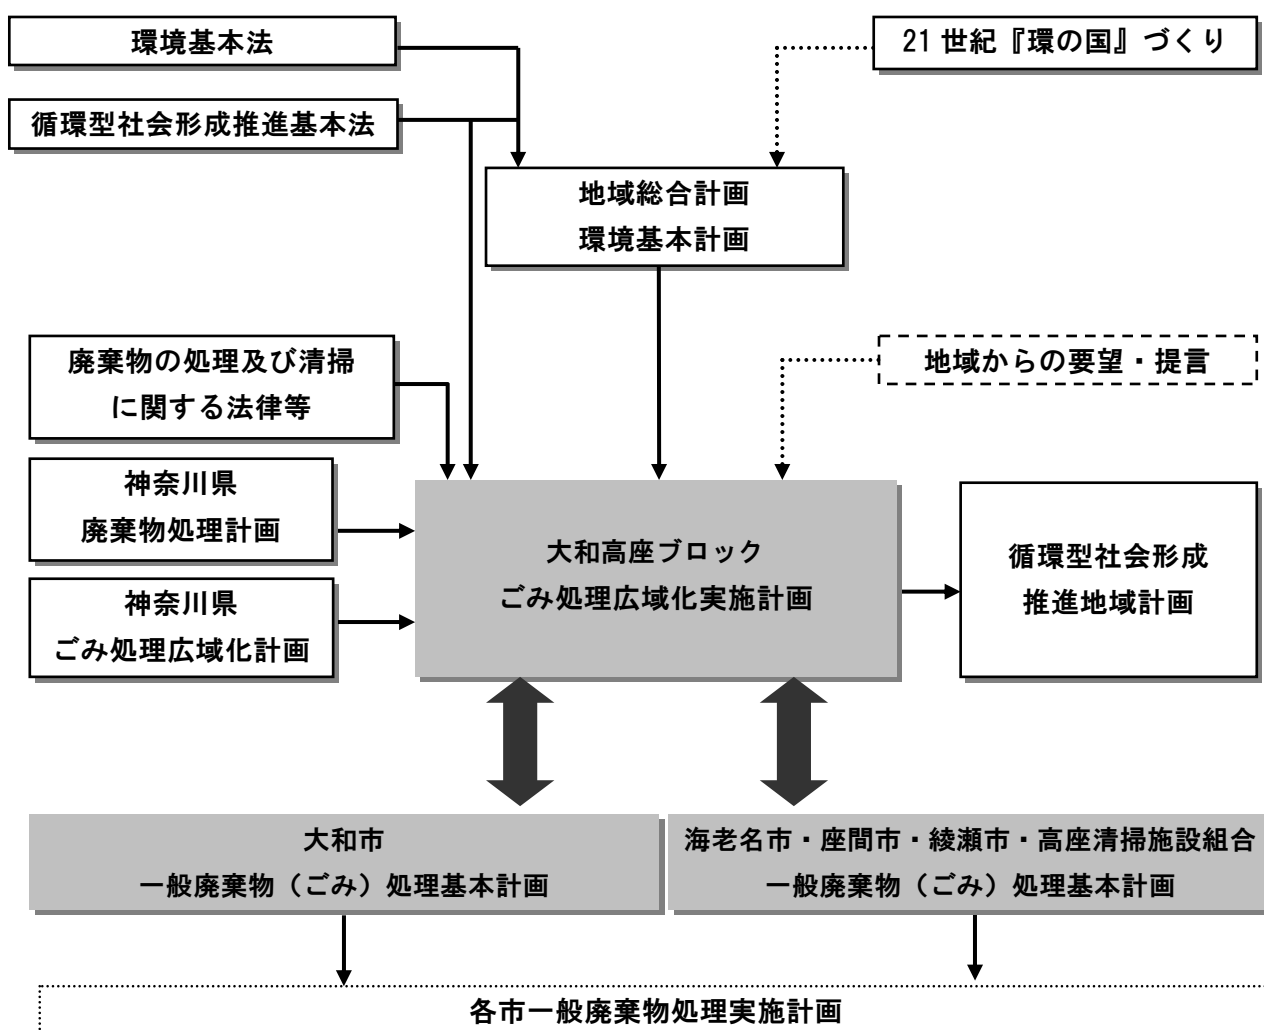 環境基本法
21世紀『環の国』づくり
循環型社会形成推進基本法
地域総合計画
環境基本計画
廃棄物の処理及び清掃
に関する法律等
地域からの要望・提言
神奈川県
廃棄物処理計画
神奈川県
ごみ処理広域化計画
大和高座ブロック
ごみ処理広域化実施計画
循環型社会形成
推進地域計画
大和市
一般廃棄物（ごみ）処理基本計画
海老名市・座間市・綾瀬市・高座清掃施設組合
一般廃棄物（ごみ）処理基本計画
各市一般廃棄物処理実施計画